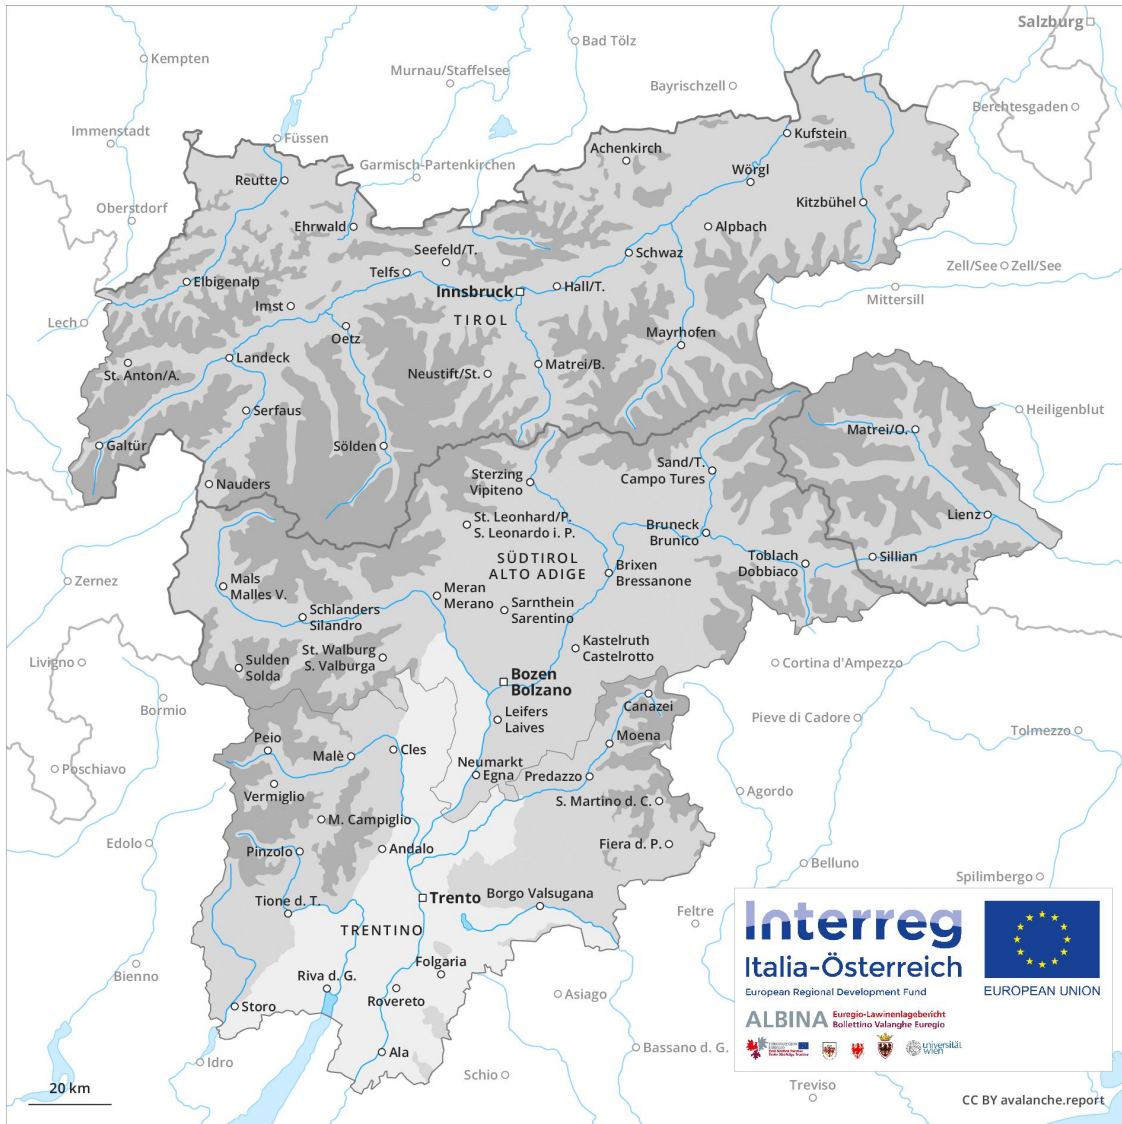 Salzburg
Bad Tölz
Kempten
Murnau/Staffelsee
Bayrischzell
Berchtesgaden
Immenstadt
Füssen
Kufstein
Achenkirch
Garmisch-Partenkirchen
Wörgl
Reutte
Oberstdorf
Kitzbühel
Ehrwald
Alpbach
Seefeld/T.
Schwaz
Telfs
Zell/See
Zell/See
Elbigenalp
Innsbruck
Hall/T.
Mittersill
Imst
TIROL
Lech
Oetz
Mayrhofen
Landeck
Matrei/B.
St. Anton/A.
Neustift/St.
Serfaus
Heiligenblut
Matrei/O.
Galtür
Sölden
Sand/T.
Campo Tures
Sterzing
Vipiteno
Nauders
St. Leonhard/P.
S. Leonardo i. P.
Lienz
Bruneck
Brunico
SÜDTIROL
ALTO ADIGE
Toblach
Dobbiaco
Sillian
Brixen
Bressanone
Zernez
Mals
Malles V.
Meran
Merano
Sarnthein
Sarentino
Schlanders
Silandro
Kastelruth
Castelrotto
St. Walburg
S. Valburga
Livigno
Sulden
Solda
Cortina d'Ampezzo
Bozen
Bolzano
Bormio
Canazei
Leifers
Laives
Pieve di Cadore
Tolmezzo
Peio
Moena
Malè
Cles
Neumarkt
Egna
Predazzo
Poschiavo
Vermiglio
Agordo
S. Martino d. C.
M. Campiglio
Edolo
Pinzolo
Andalo
Fiera d. P.
Belluno
Spilimbergo
Trento
Borgo Valsugana
Tione d. T.
Feltre
TRENTINO
Interreg
Italia-Österreich
European Regional Development Fund
EUROPEAN UNION
Folgaria
Bienno
Riva d. G.
Rovereto
Asiago
Storo
ALBINA
Euregio-Lawinenlagebericht
Bollettino Valanghe Euregio
universität
wien
Ala
Idro
Bassano d. G.
Schio
Treviso
20 km
CC BY avalanche.report